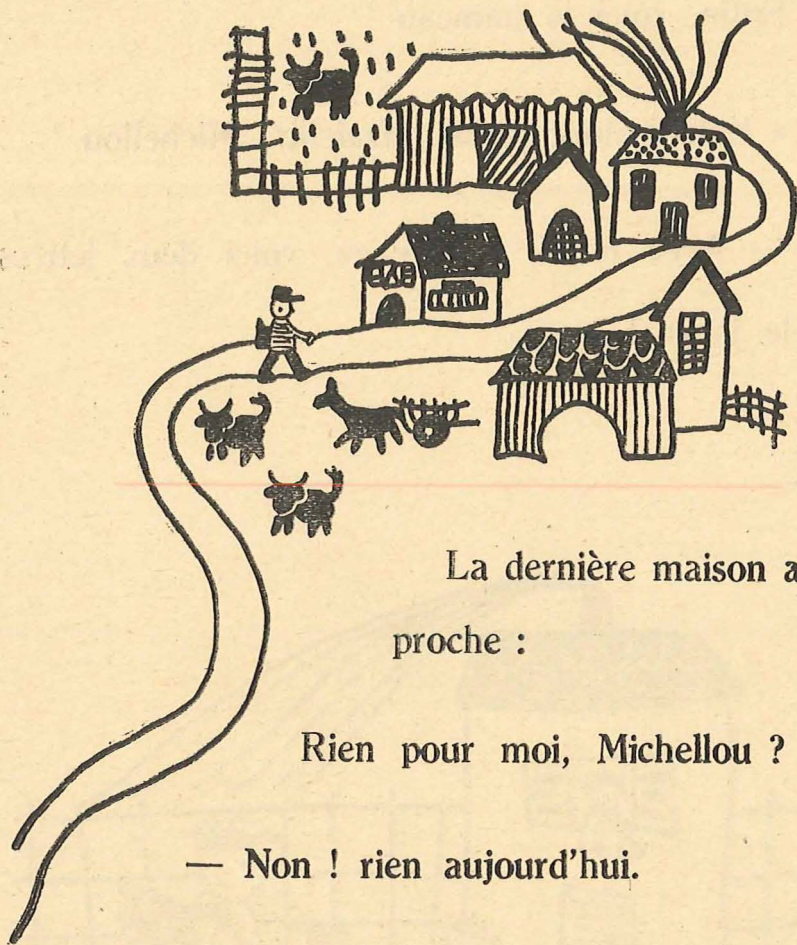 La dernière maison a
proche :
Rien pour moi, Michellou ?
— Non ! rien aujourd'hui.